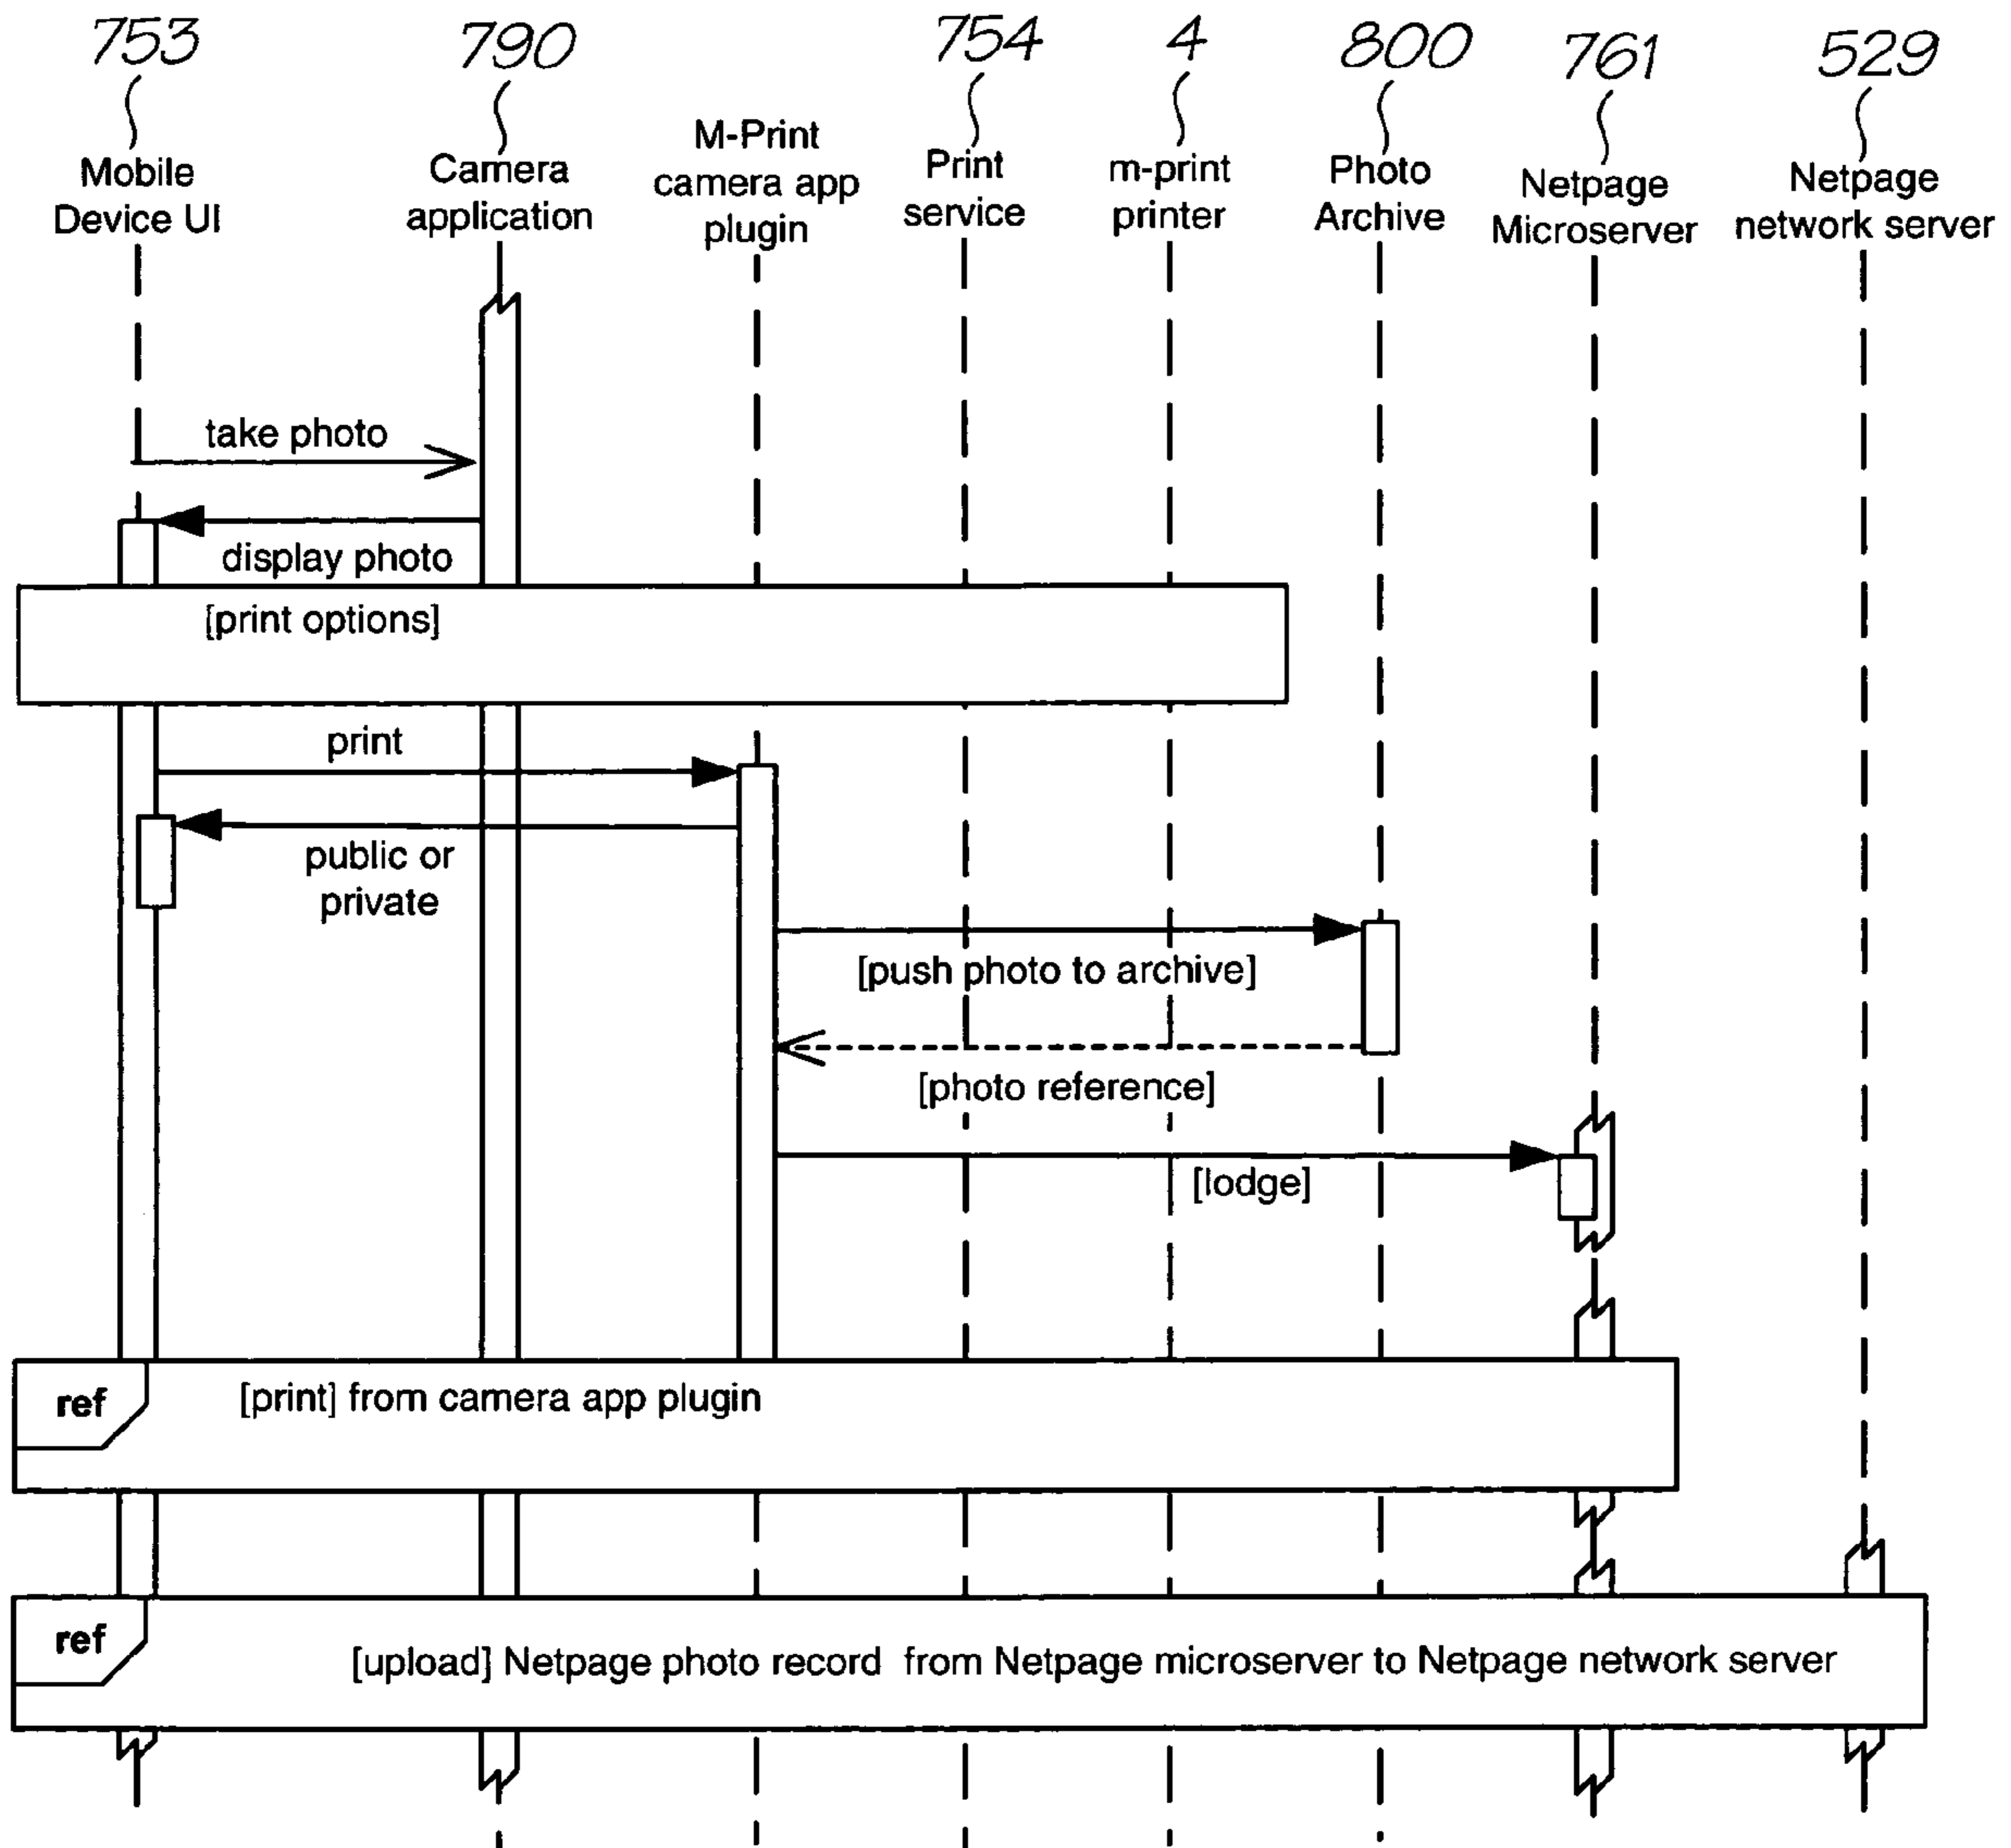 753
790
754
4
800
761
529
Mobile
Device UI
Camera
application
M-Print
camera app
plugin
Print
service
m-print
printer
Photo
Archive
Netpage
Microserver
Netpage
network server
take photo
display photo
[print options]
print
public or
private
[push photo to archive]
[photo reference]
[lodge]
ref
[print] from camera app plugin
ref
[upload] Netpage photo record from Netpage microserver to Netpage network server